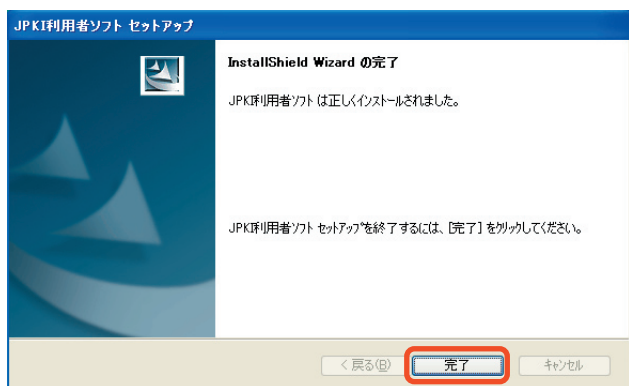 JPKI利用者ソフト セットアップ
InstallShield Wizard の完了
JPKI利用者ソフト は正しくインストールされました。
JPKI利用者ソフト セットアップを終了するには、[完了] をクリックしてください。
< 戻る(B)
完了
キャンセル